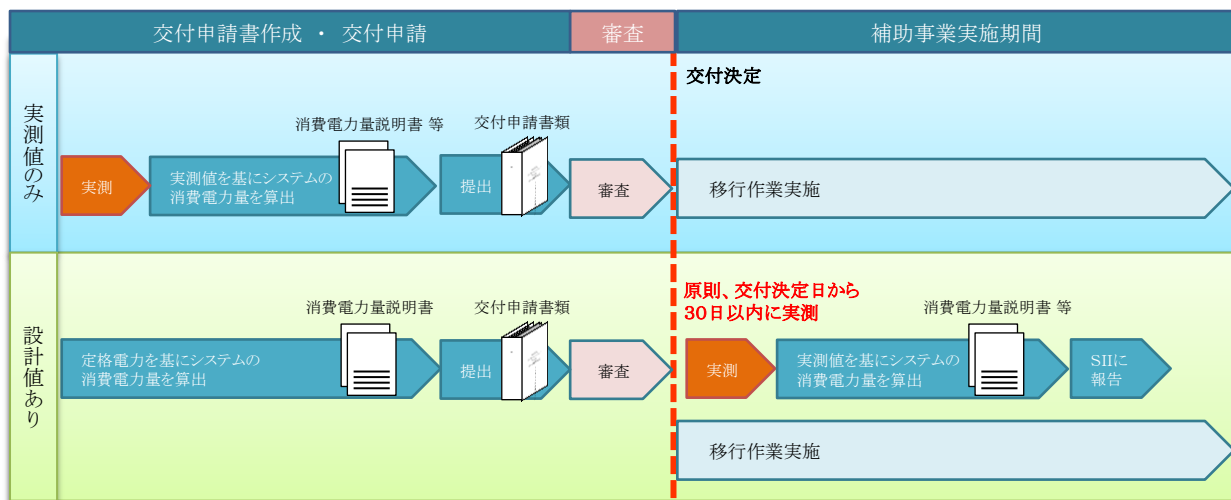 交付申請書作成 ・ 交付申請
審査
補助事業実施期間
交付決定
実測値のみ
消費電力量説明書 等
交付申請書類
実測
実測値を基にシステムの
消費電力量を算出
提出
審査
移行作業実施
設計値あり
消費電力量説明書
交付申請書類
原則、交付決定日から
30日以内に実測
消費電力量説明書 等
定格電力を基にシステムの
消費電力量を算出
提出
審査
実測
実測値を基にシステムの
消費電力量を算出
SIIに
報告
移行作業実施